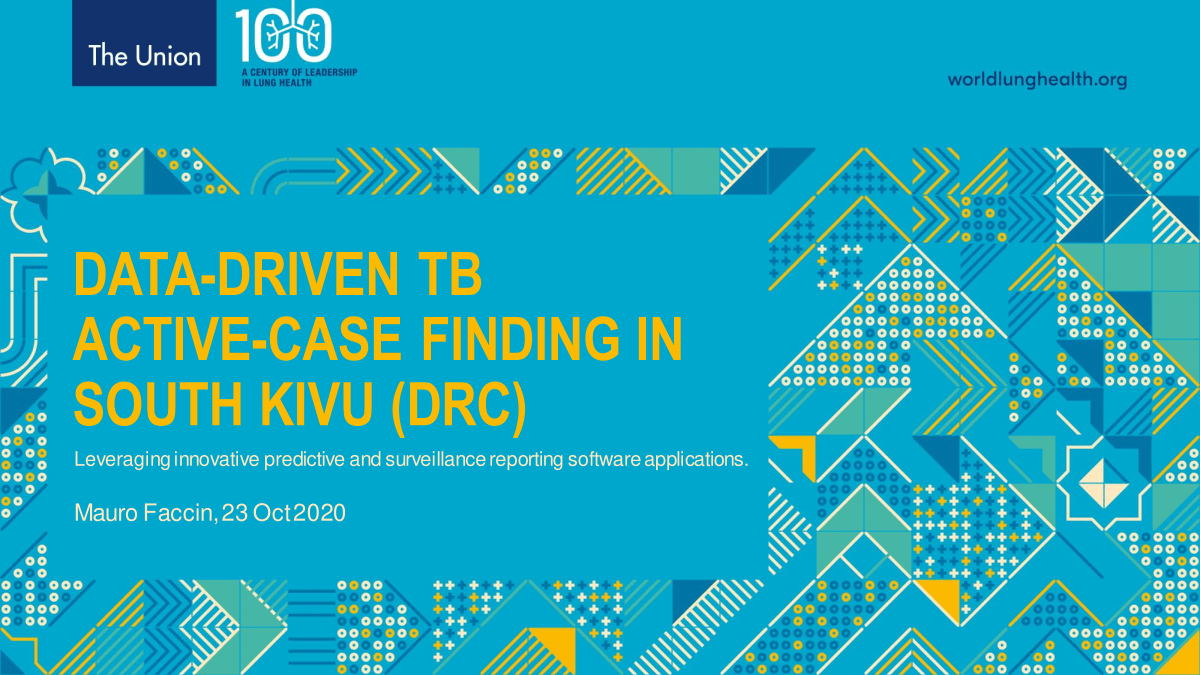 The Union
100
A CENTURY OF LEADERSHIP
IN LUNG HEALTH
worldlunghealth.org
DATA-DRIVEN TB
ACTIVE-CASE FINDING IN
SOUTH KIVU (DRC)
Leveraging innovative predictive and surveillance reporting software applications.
Mauro Faccin, 23 Oct 2020